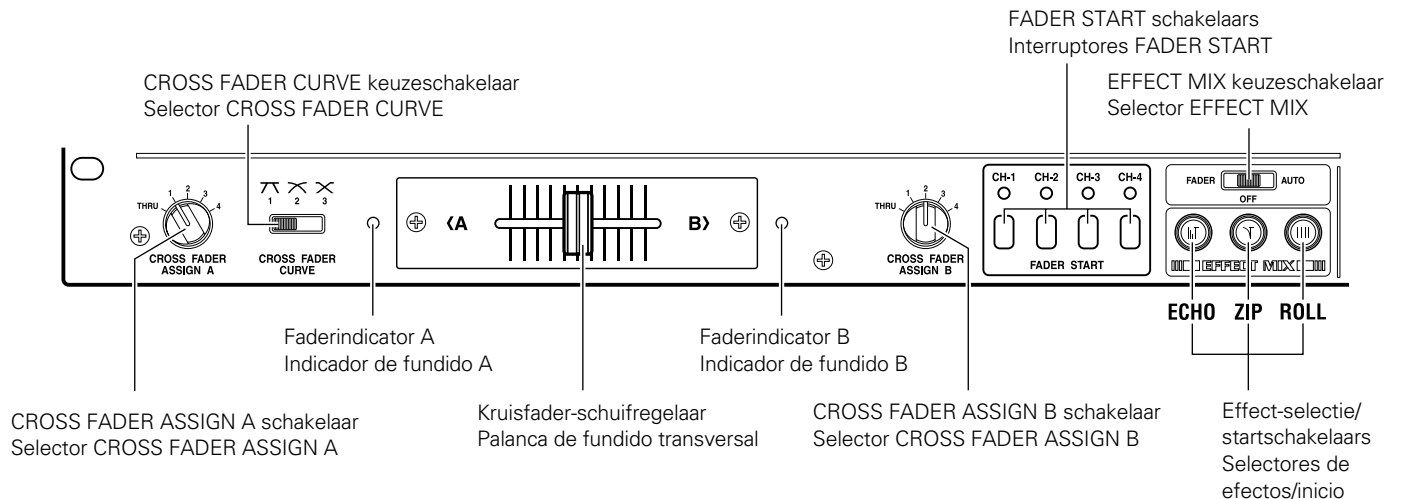 FADER START schakelaars
Interruptores FADER START
CROSS FADER CURVE keuzeschakelaar
Selector CROSS FADER CURVE
EFFECT MIX keuzeschakelaar
Selector EFFECT MIX
THRU 1 2 3 4
CROSS FADER
ASSIGN A
1 2 3
CROSS FADER
CURVE
⟨A
B⟩
THRU 1 2 3 4
CROSS FADER
ASSIGN B
CH-1 CH-2 CH-3 CH-4
FADER START
FADER AUTO
OFF
EFFECT MIX
ECHO ZIP ROLL
Faderindicator A
Indicador de fundido A
Faderindicator B
Indicador de fundido B
CROSS FADER ASSIGN A schakelaar
Selector CROSS FADER ASSIGN A
Kruisfader-schuifregelaar
Palanca de fundido transversal
CROSS FADER ASSIGN B schakelaar
Selector CROSS FADER ASSIGN B
Effect-selectie/
startschakelaars
Selectores de
efectos/inicio